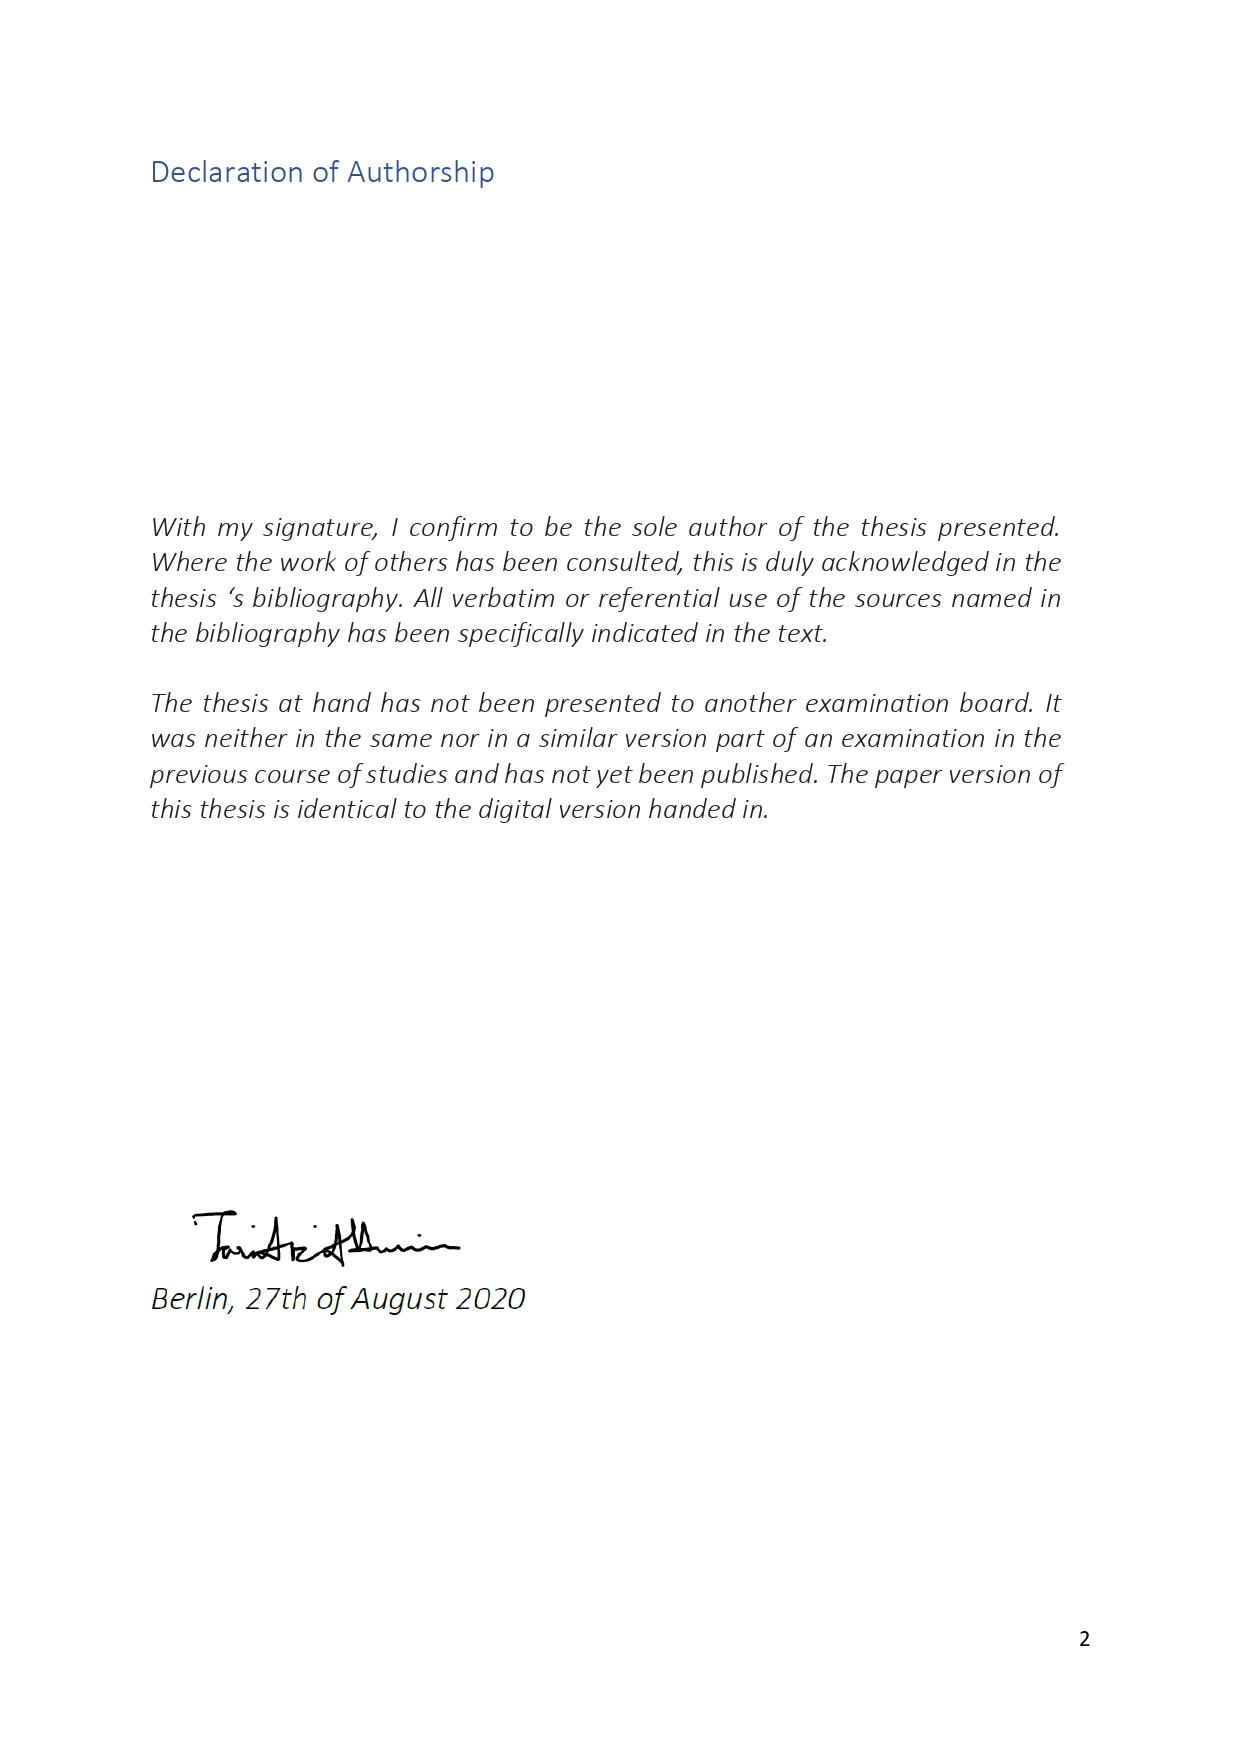 Declaration of Authorship
With my signature, I confirm to be the sole author of the thesis presented.
Where the work of others has been consulted, this is duly acknowledged in the
thesis ‘s bibliography. All verbatim or referential use of the sources named in
the bibliography has been specifically indicated in the text.
The thesis at hand has not been presented to another examination board. It
was neither in the same nor in a similar version part of an examination in the
previous course of studies and has not yet been published. The paper version of
this thesis is identical to the digital version handed in.
Berlin, 27th of August 2020
2